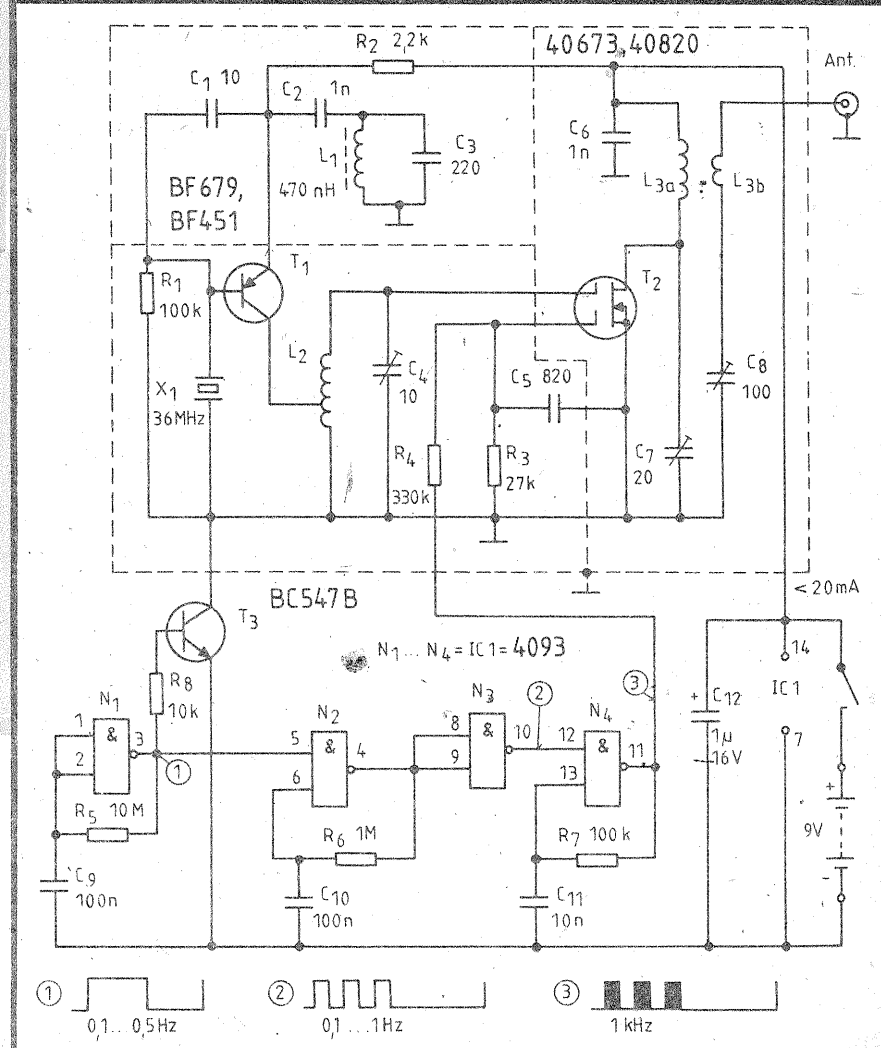 R2 2,2k
40673, 40820
Ant.
C1 10
C2 1n
L1
470 nH
C3
220
C6
1n
L3a
L3b
BF679,
BF451
T1
T2
R1
100k
X1
36MHz
L2
C4
10
C5 820
R4
330k
R3
27k
C7
20
C8
100
BC547B
<20mA
T3
N1 ... N4 = IC1 = 4093
R8
10k
N1
&
1
2
3
①
R5 10M
C9
100n
N2
&
5
6
4
R6 1M
C10
100n
N3
&
8
9
10
②
N4
&
12
13
11
③
R7 100k
C11
10n
+
C12
1µ
16V
14
IC1
7
+
9V
-
① 0,1...0,5Hz
② 0,1...1Hz
③ 1kHz